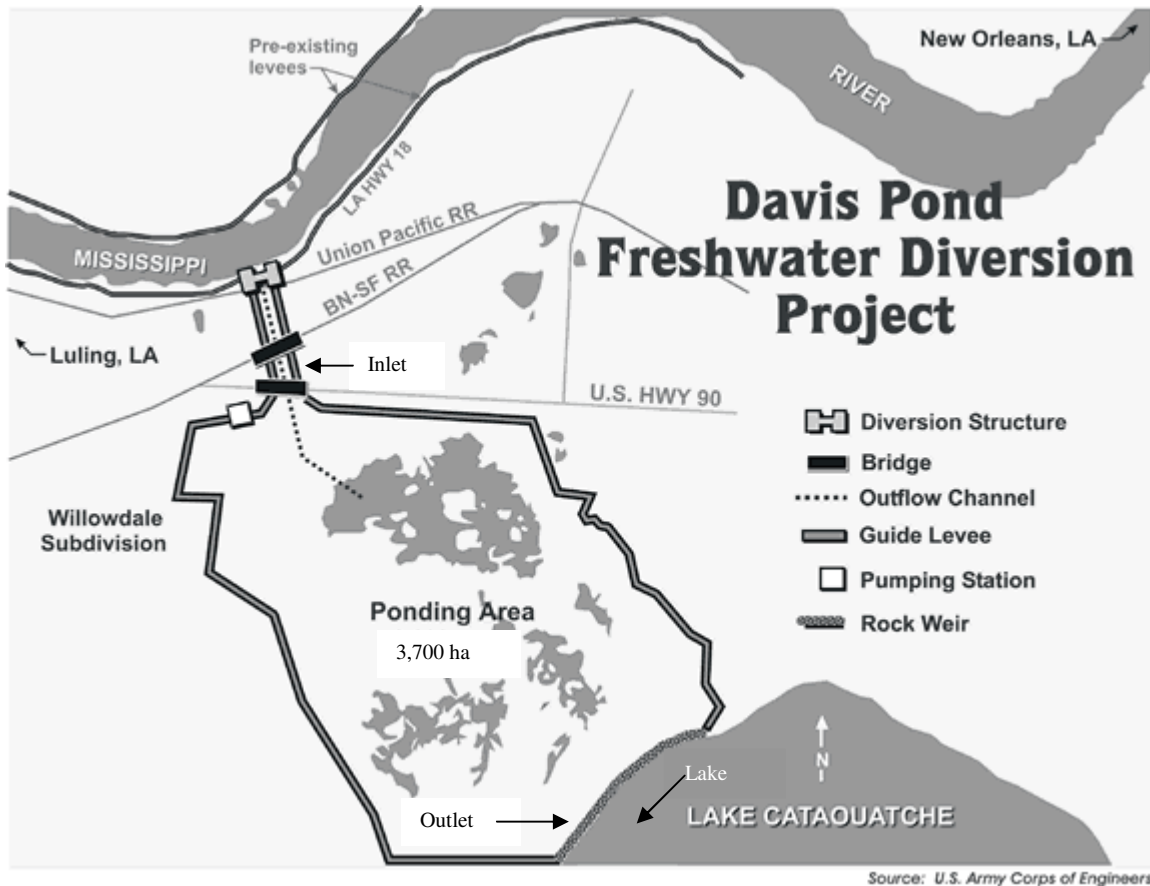 Pre-existing
levees
New Orleans, LA
RIVER
LA HWY 18
Davis Pond
Freshwater Diversion
Project
Union Pacific RR
MISSISSIPPI
BN-SF RR
Luling, LA
Inlet
U.S. HWY 90
Diversion Structure
Bridge
Outflow Channel
Guide Levee
Pumping Station
Rock Weir
Willowdale
Subdivision
Ponding Area
3,700 ha
N
Lake
Outlet
LAKE CATAOUATCHE
Source: U.S. Army Corps of Engineers